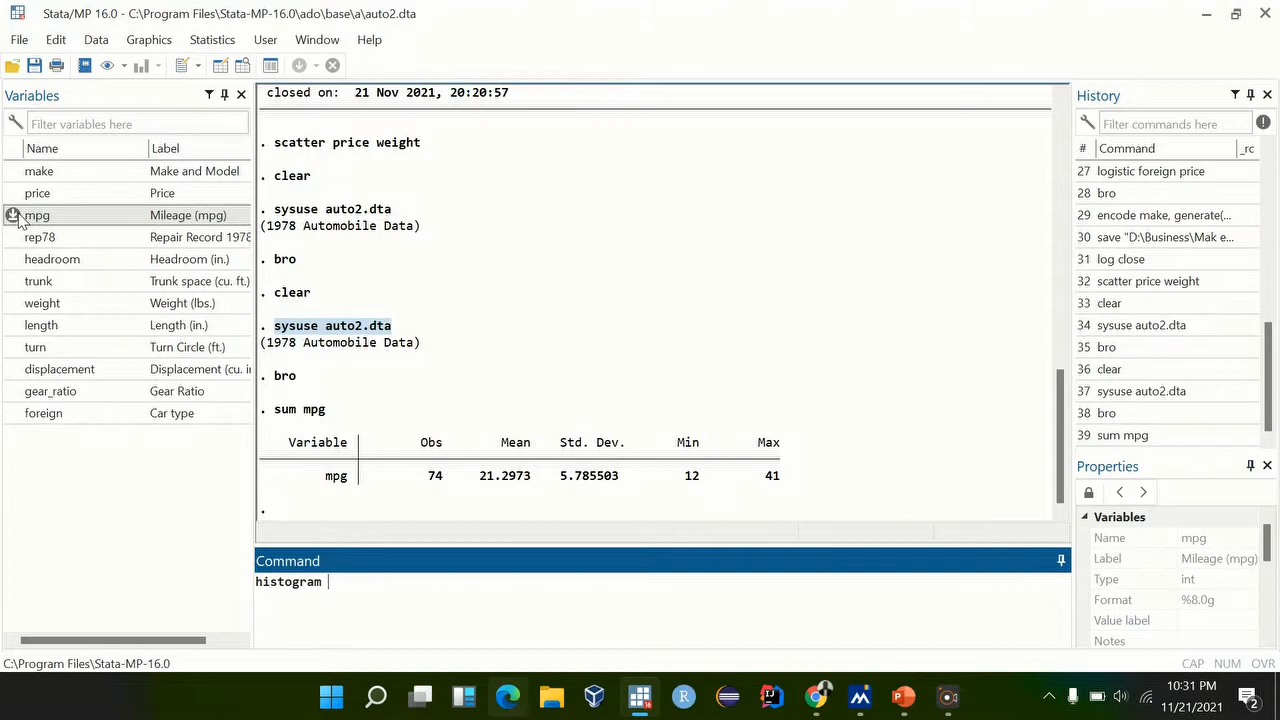 Stata/MP 16.0 - C:\Program Files\Stata-MP-16.0\ado\base\a\auto2.dta
File Edit Data Graphics Statistics User Window Help
Variables
Filter variables here
Name Label
make Make and Model
price Price
mpg Mileage (mpg)
rep78 Repair Record 1978
headroom Headroom (in.)
trunk Trunk space (cu. ft.)
weight Weight (lbs.)
length Length (in.)
turn Turn Circle (ft.)
displacement Displacement (cu. i
gear_ratio Gear Ratio
foreign Car type
closed on: 21 Nov 2021, 20:20:57
. scatter price weight
. clear
. sysuse auto2.dta
(1978 Automobile Data)
. bro
. clear
. sysuse auto2.dta
(1978 Automobile Data)
. bro
. sum mpg
Variable Obs Mean Std. Dev. Min Max
mpg 74 21.2973 5.785503 12 41
.
Command
histogram
History
Filter commands here
# Command _rc
27 logistic foreign price
28 bro
29 encode make, generate(...
30 save "D:\Business\Mak e...
31 log close
32 scatter price weight
33 clear
34 sysuse auto2.dta
35 bro
36 clear
37 sysuse auto2.dta
38 bro
39 sum mpg
Properties
Variables
Name mpg
Label Mileage (mpg)
Type int
Format %8.0g
Value label
Notes
C:\Program Files\Stata-MP-16.0
CAP NUM OVR
10:31 PM
11/21/2021